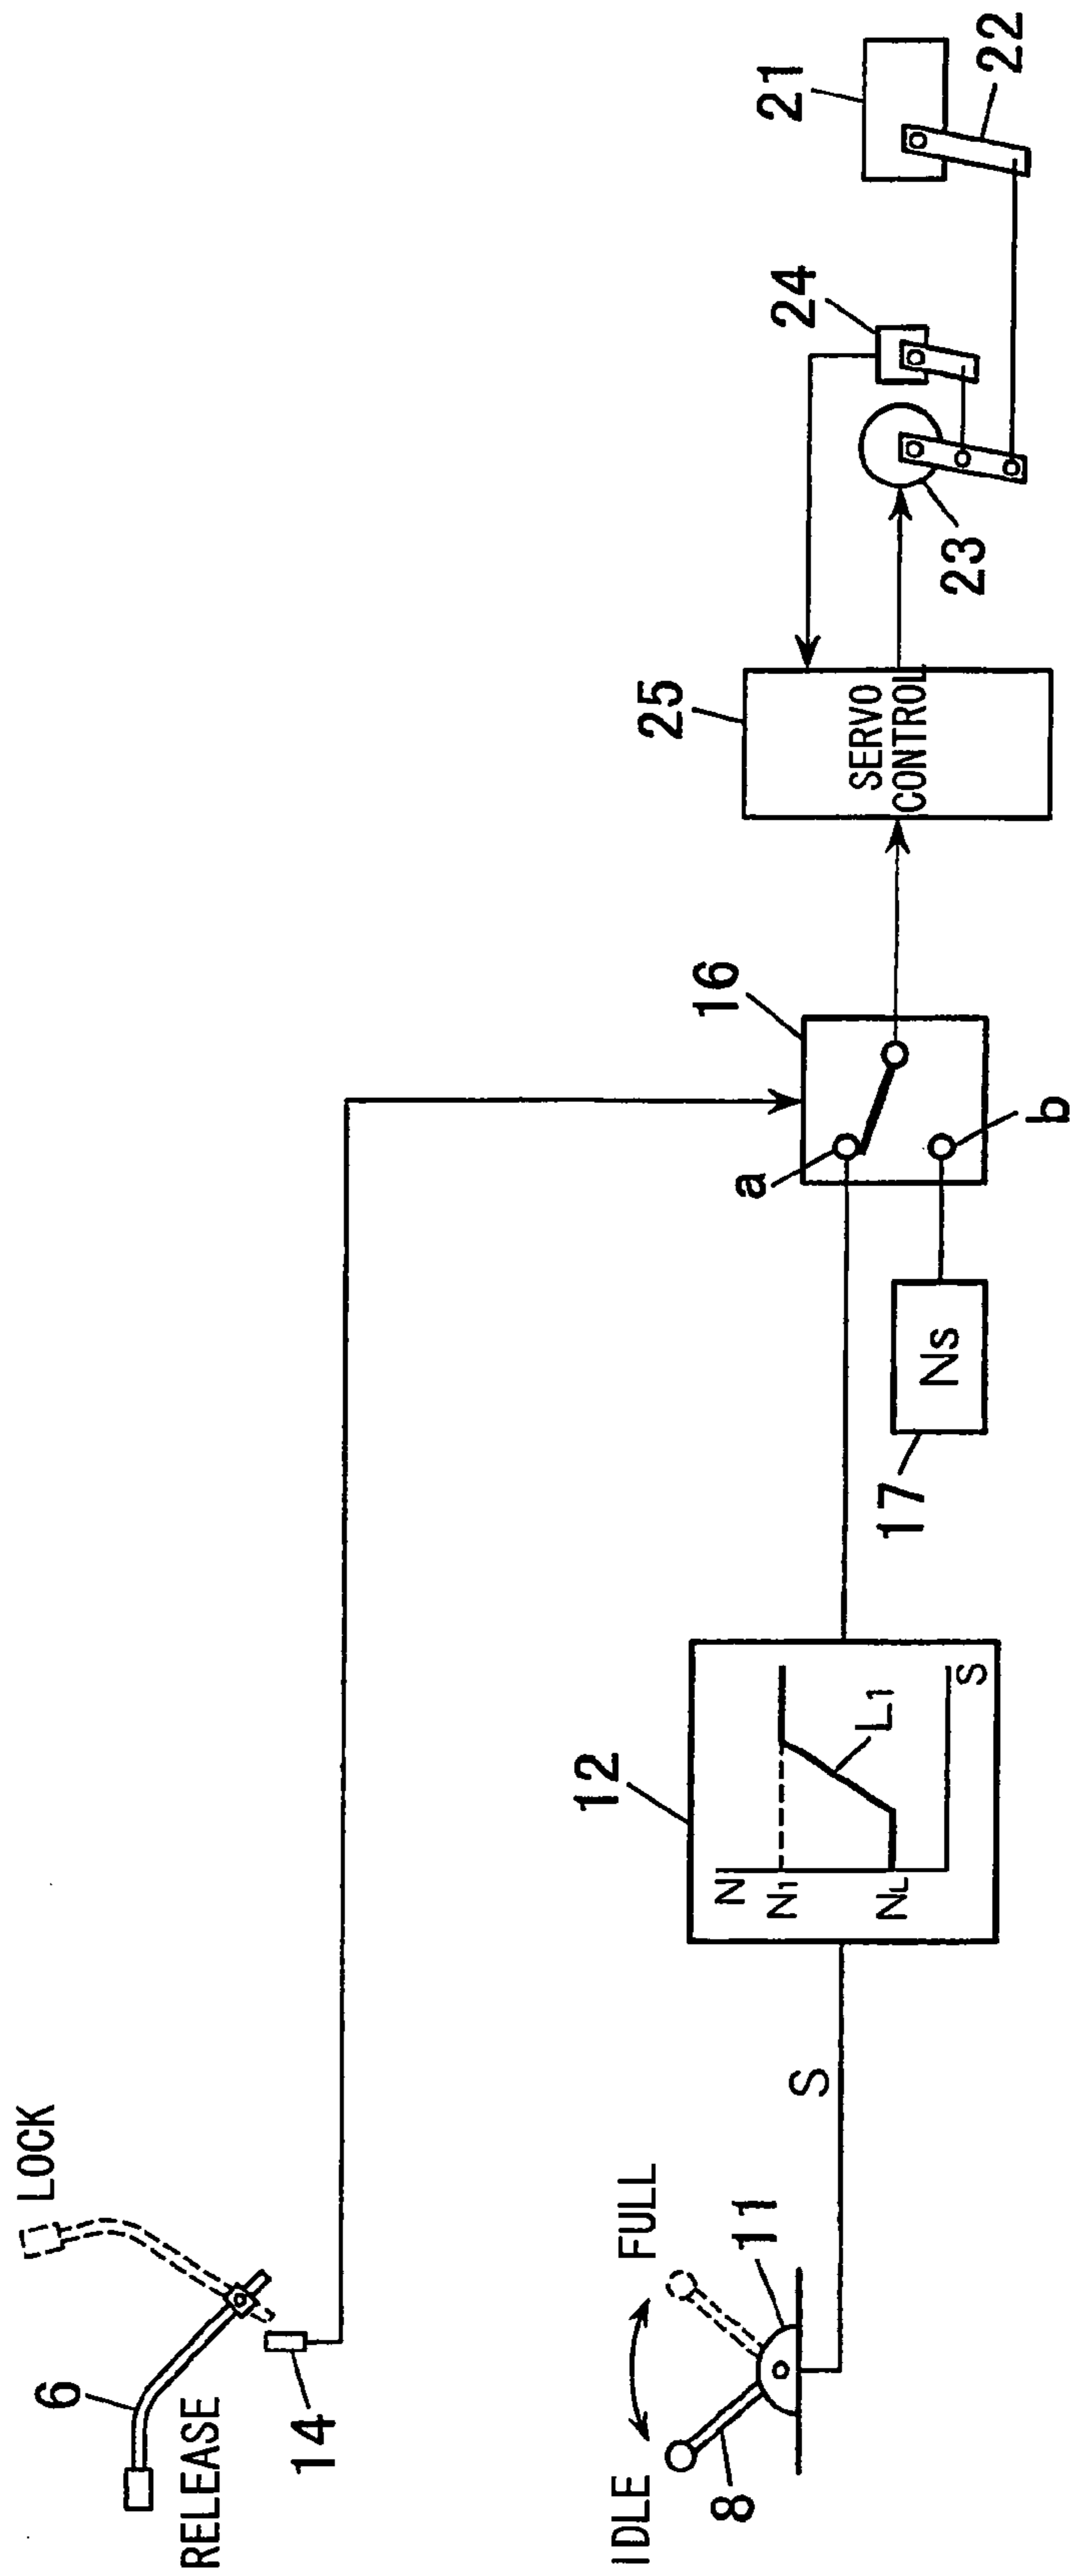 LOCK
6
RELEASE
14
IDLE
FULL
8
11
S
12
N
N1
NL
L1
S
17
Ns
a
b
16
25
SERVO
CONTROL
23
24
21
22